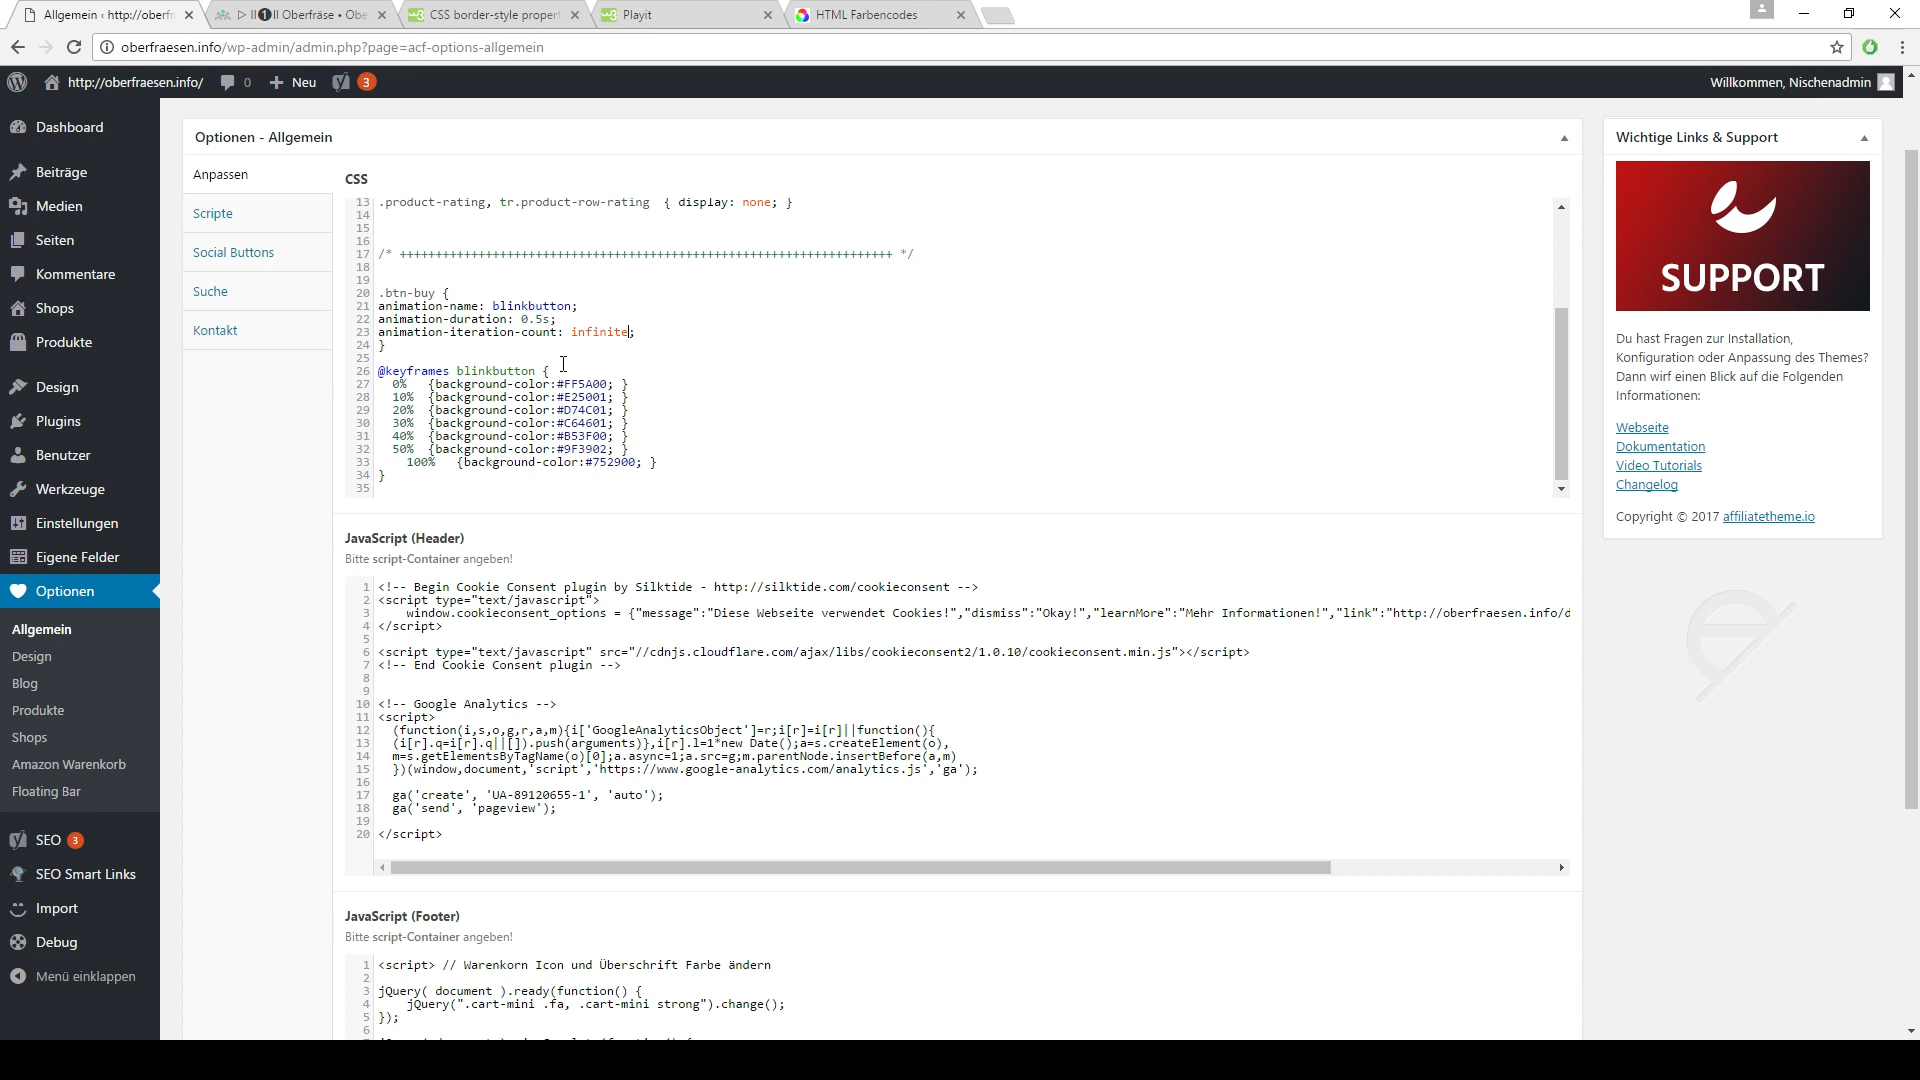 Allgemein ‹ http://oberfr
Oberfräse • Obe
CSS border-style propert
Playit
HTML Farbencodes
oberfraesen.info/wp-admin/admin.php?page=acf-options-allgemein
http://oberfraesen.info/
0
Neu
3
Willkommen, Nischenadmin
Dashboard
Beiträge
Medien
Seiten
Kommentare
Shops
Produkte
Design
Plugins
Benutzer
Werkzeuge
Einstellungen
Eigene Felder
Optionen
Allgemein
Design
Blog
Produkte
Shops
Amazon Warenkorb
Floating Bar
SEO 3
SEO Smart Links
Import
Debug
Menü einklappen
Optionen - Allgemein
Anpassen
Scripte
Social Buttons
Suche
Kontakt
CSS
13 .product-rating, tr.product-row-rating { display: none; }
14
15
16
17 /* +++++++++++++++++++++++++++++++++++++++++++++++++++++++++++++++++++++ */
18
19
20 .btn-buy {
21 animation-name: blinkbutton;
22 animation-duration: 0.5s;
23 animation-iteration-count: infinite;
24 }
25
26 @keyframes blinkbutton {
27 0% {background-color:#FF5A00; }
28 10% {background-color:#E25001; }
29 20% {background-color:#D74C01; }
30 30% {background-color:#C64601; }
31 40% {background-color:#B53F00; }
32 50% {background-color:#9F3902; }
33 100% {background-color:#752900; }
34 }
35
JavaScript (Header)
Bitte script-Container angeben!
1 <!-- Begin Cookie Consent plugin by Silktide - http://silktide.com/cookieconsent -->
2 <script type="text/javascript">
3 window.cookieconsent_options = {"message":"Diese Webseite verwendet Cookies!","dismiss":"Okay!","learnMore":"Mehr Informationen!","link":"http://oberfraesen.info/d
4 </script>
5
6 <script type="text/javascript" src="//cdnjs.cloudflare.com/ajax/libs/cookieconsent2/1.0.10/cookieconsent.min.js"></script>
7 <!-- End Cookie Consent plugin -->
8
9
10 <!-- Google Analytics -->
11 <script>
12 (function(i,s,o,g,r,a,m){i['GoogleAnalyticsObject']=r;i[r]=i[r]||function(){
13 (i[r].q=i[r].q||[]).push(arguments)},i[r].l=1*new Date();a=s.createElement(o),
14 m=s.getElementsByTagName(o)[0];a.async=1;a.src=g;m.parentNode.insertBefore(a,m)
15 })(window,document,'script','https://www.google-analytics.com/analytics.js','ga');
16
17 ga('create', 'UA-89120655-1', 'auto');
18 ga('send', 'pageview');
19
20 </script>
JavaScript (Footer)
Bitte script-Container angeben!
1 <script> // Warenkorn Icon und Überschrift Farbe ändern
2
3 jQuery( document ).ready(function() {
4 jQuery(".cart-mini .fa, .cart-mini strong").change();
5 });
6
Wichtige Links & Support
SUPPORT
Du hast Fragen zur Installation,
Konfiguration oder Anpassung des Themes?
Dann wirf einen Blick auf die Folgenden
Informationen:
Webseite
Dokumentation
Video Tutorials
Changelog
Copyright © 2017 affiliatetheme.io